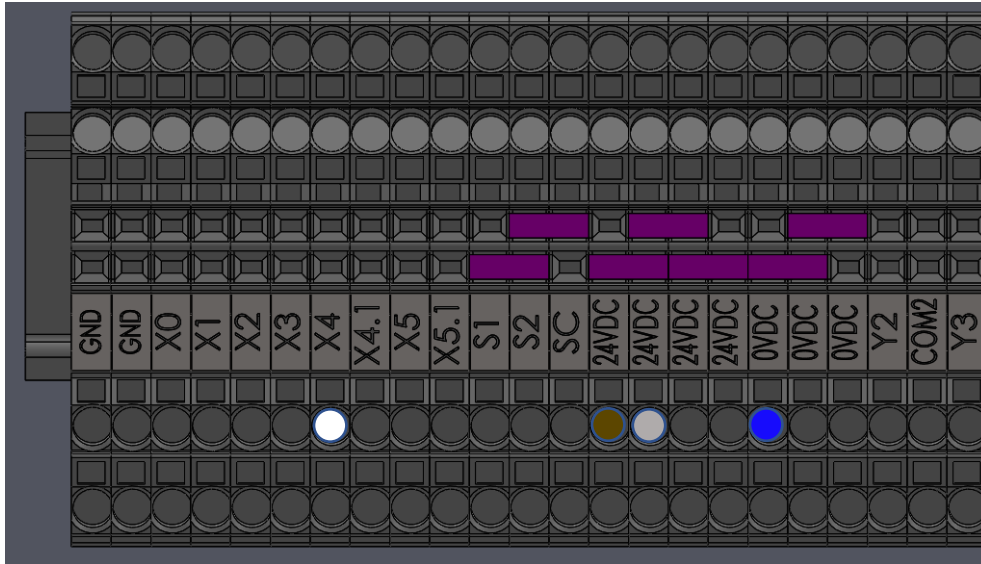 GND
GND
X0
X1
X2
X3
X4
X4.1
X5
X5.1
S1
S2
SC
24VDC
24VDC
24VDC
24VDC
0VDC
0VDC
0VDC
Y2
COM2
Y3